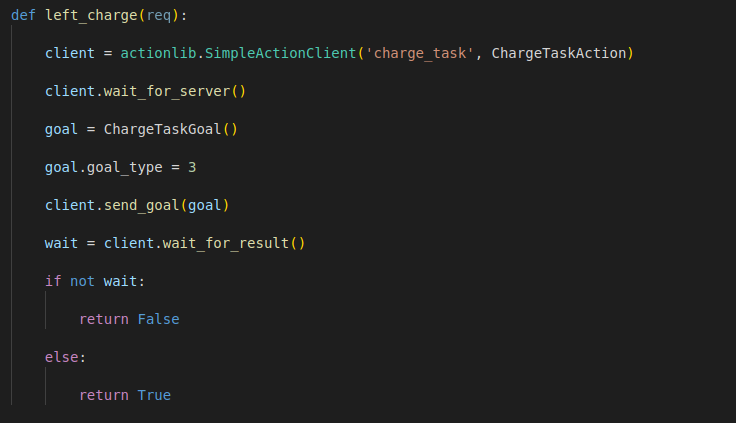 def left_charge(req):
client = actionlib.SimpleActionClient('charge_task', ChargeTaskAction)
client.wait_for_server()
goal = ChargeTaskGoal()
goal.goal_type = 3
client.send_goal(goal)
wait = client.wait_for_result()
if not wait:
return False
else:
return True